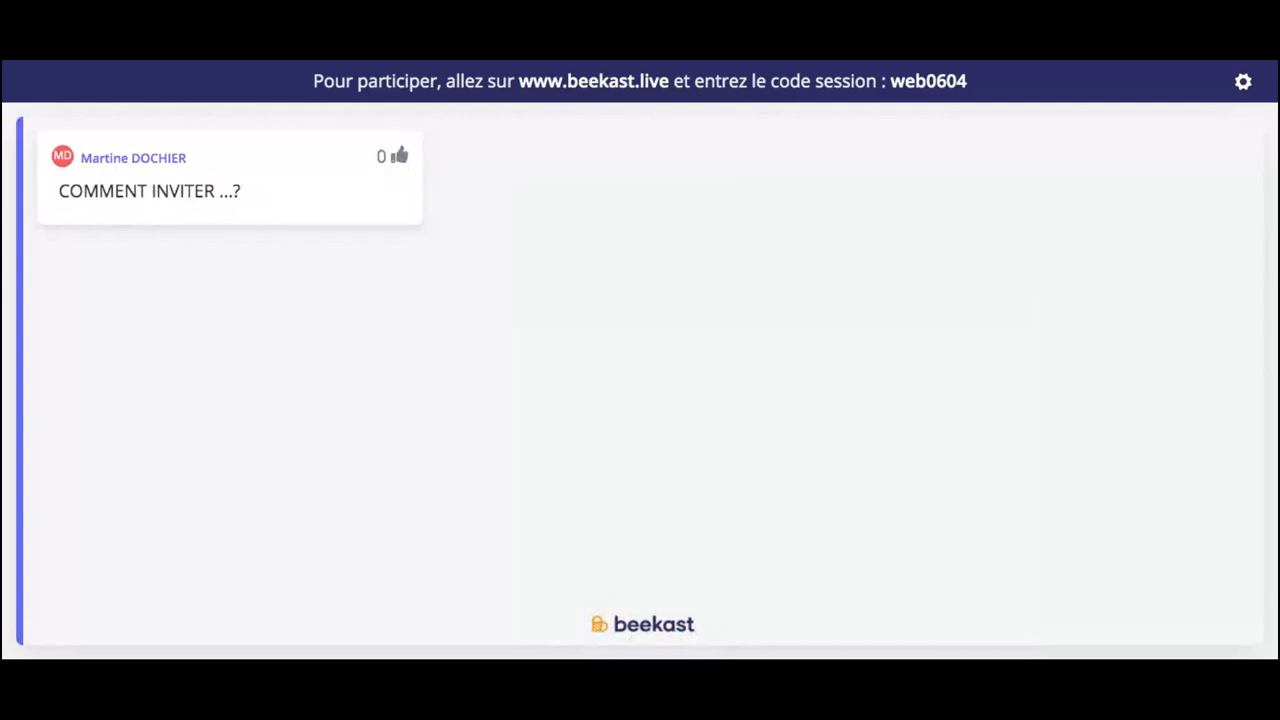 Pour participer, allez sur www.beekast.live et entrez le code session : web0604
MD Martine DOCHIER 0
COMMENT INVITER ...?
beekast